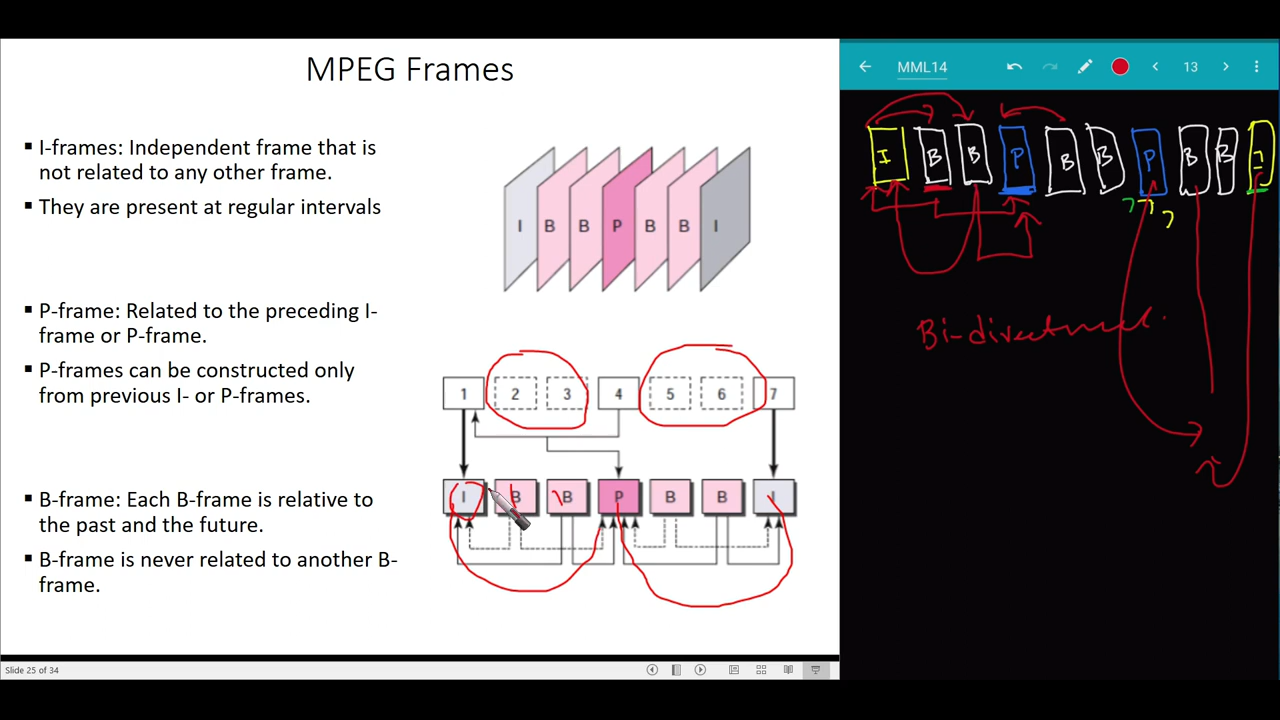 MPEG Frames
▪ I-frames: Independent frame that is
not related to any other frame.
▪ They are present at regular intervals
▪ P-frame: Related to the preceding I-
frame or P-frame.
▪ P-frames can be constructed only
from previous I- or P-frames.
▪ B-frame: Each B-frame is relative to
the past and the future.
▪ B-frame is never related to another B-
frame.
I B B P B B I
1 2 3 4 5 6 7
I B B P B B I
Slide 25 of 34
MML14
13
I B B P B B P B B I
7 7 7
Bi-directional.